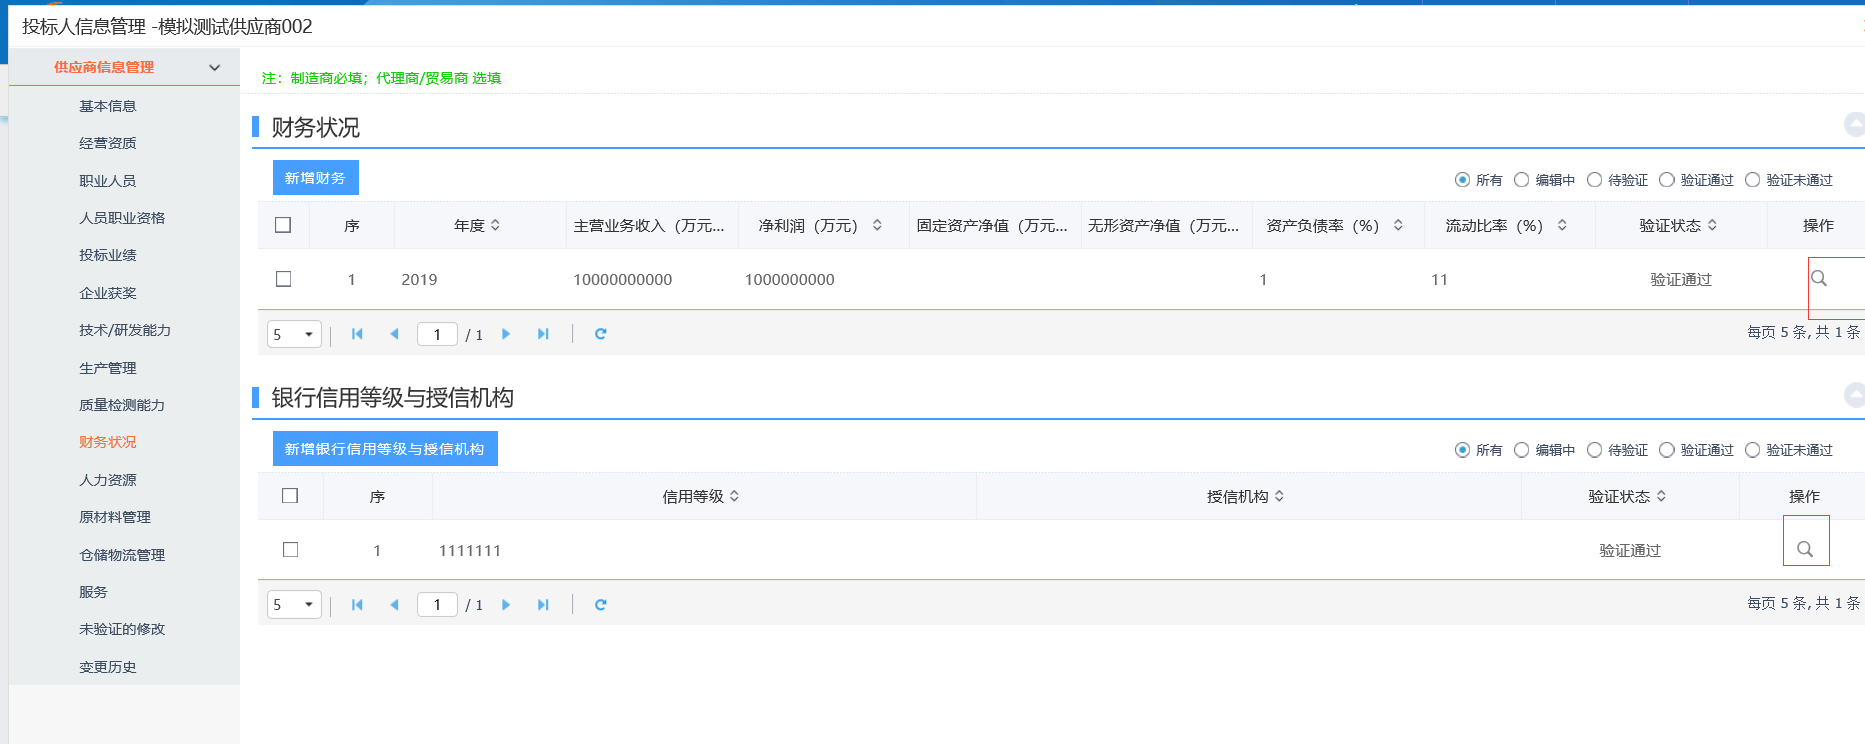 投标人信息管理 -模拟测试供应商002
供应商信息管理
基本信息
经营资质
职业人员
人员职业资格
投标业绩
企业获奖
技术/研发能力
生产管理
质量检测能力
财务状况
人力资源
原材料管理
仓储物流管理
服务
未验证的修改
变更历史
注：制造商必填；代理商/贸易商 选填
财务状况
新增财务
所有 编辑中 待验证 验证通过 验证未通过
序 年度 主营业务收入（万元... 净利润（万元） 固定资产净值（万元... 无形资产净值（万元... 资产负债率（%） 流动比率（%） 验证状态 操作
1 2019 10000000000 1000000000 1 11 验证通过
5 1 / 1 每页 5 条, 共 1 条
银行信用等级与授信机构
新增银行信用等级与授信机构
所有 编辑中 待验证 验证通过 验证未通过
序 信用等级 授信机构 验证状态 操作
1 1111111 验证通过
5 1 / 1 每页 5 条, 共 1 条